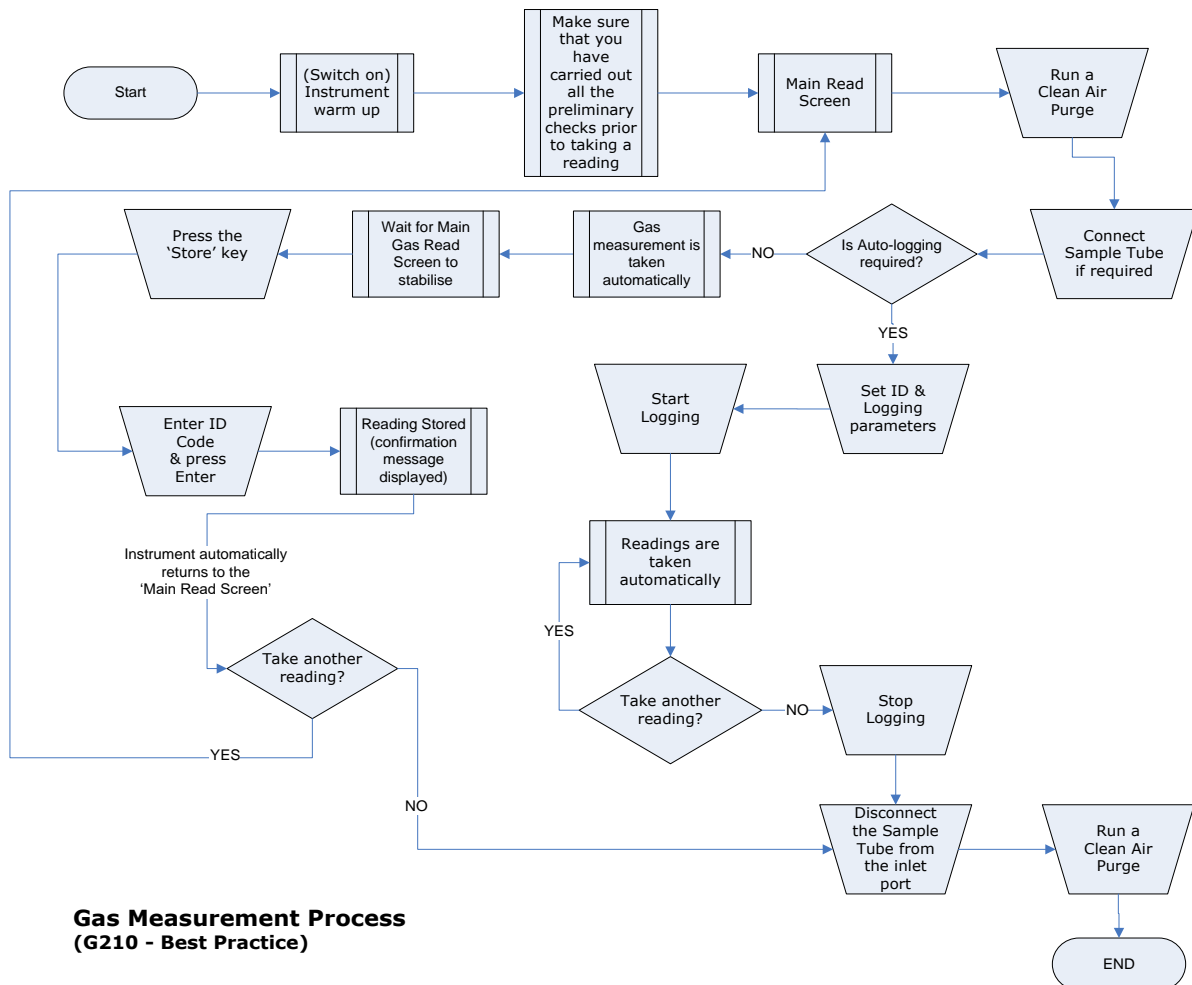 Start
(Switch on)
Instrument
warm up
Make sure
that you
have
carried out
all the
preliminary
checks prior
to taking a
reading
Main Read
Screen
Run a
Clean Air
Purge
Connect
Sample Tube
if required
Is Auto-logging
required?
NO
Gas
measurement is
taken
automatically
Wait for Main
Gas Read
Screen to
stabilise
Press the
‘Store’ key
Enter ID
Code
& press
Enter
Reading Stored
(confirmation
message
displayed)
Instrument automatically
returns to the
‘Main Read Screen’
Take another
reading?
YES
NO
YES
Set ID &
Logging
parameters
Start
Logging
Readings are
taken
automatically
YES
Take another
reading?
NO
Stop
Logging
Disconnect
the Sample
Tube from
the inlet
port
Run a
Clean Air
Purge
END
Gas Measurement Process
(G210 - Best Practice)